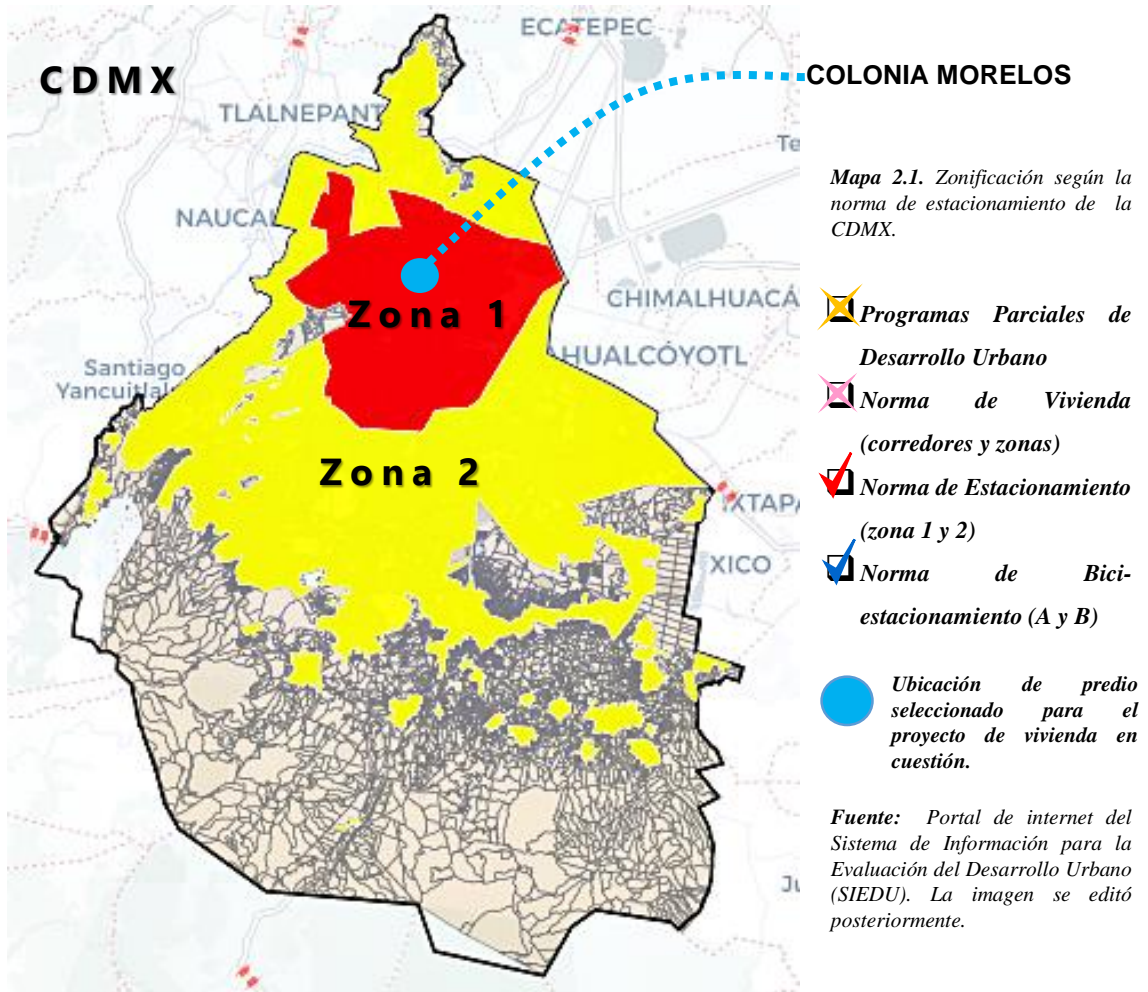 ECATEPEC
CDMX
COLONIA MORELOS
TLALNEPANT
Te
Mapa 2.1. Zonificación según la
norma de estacionamiento de la
CDMX.
NAUCAL
Zona 1
CHIMALHUACÁ
HUALCÓYOTL
Santiago
Yancuitlal
Zona 2
IXTAPA
XICO
Ju
Programas Parciales de
Desarrollo Urbano
Norma de Vivienda
(corredores y zonas)
Norma de Estacionamiento
(zona 1 y 2)
Norma de Bici-
estacionamiento (A y B)
Ubicación de predio
seleccionado para el
proyecto de vivienda en
cuestión.
Fuente: Portal de internet del
Sistema de Información para la
Evaluación del Desarrollo Urbano
(SIEDU). La imagen se editó
posteriormente.